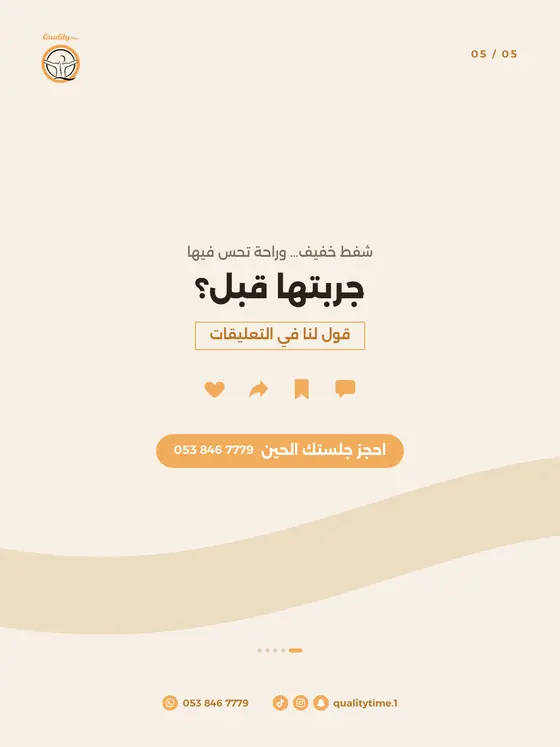 Quality Time
05 / 05
شفط خفيف... وراحة تحس فيها
جربتها قبل؟
قول لنا في التعليقات
احجز جلستك الحين 053 846 7779
053 846 7779
qualitytime.1